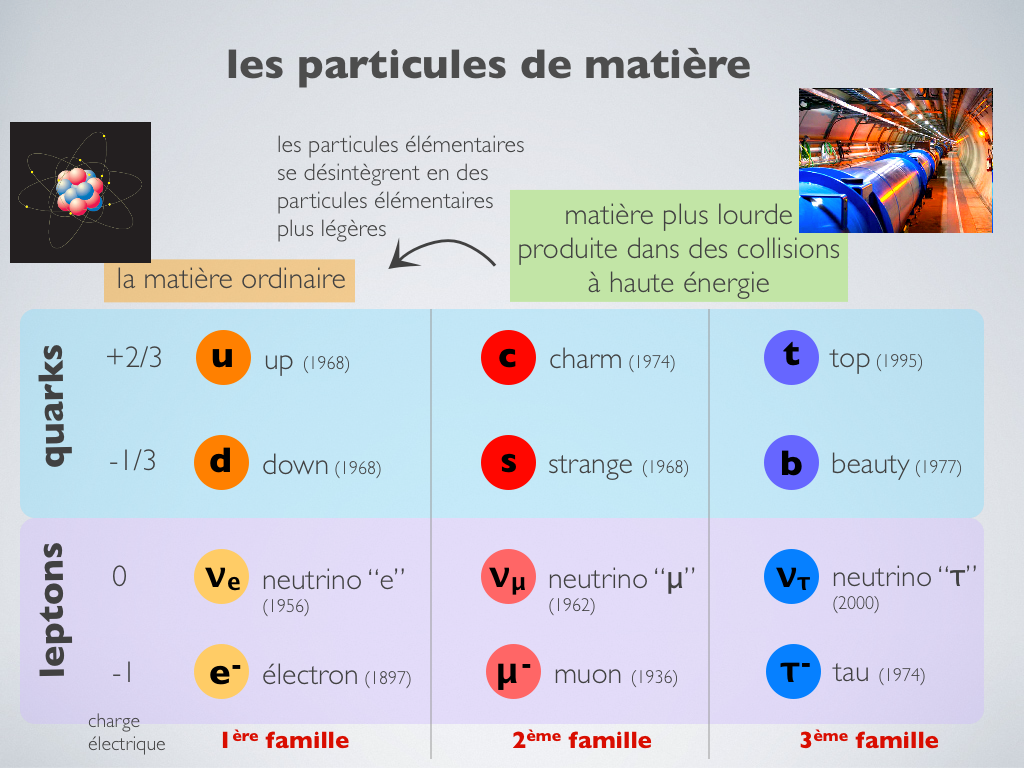 les particules de matière
les particules élémentaires
se désintègrent en des
particules élémentaires
plus légères
matière plus lourde
produite dans des collisions
à haute énergie
la matière ordinaire
quarks
+2/3
u up (1968)
c charm (1974)
t top (1995)
-1/3
d down (1968)
s strange (1968)
b beauty (1977)
leptons
0
νe neutrino “e”
(1956)
νμ neutrino “μ”
(1962)
ντ neutrino “τ”
(2000)
-1
e- électron (1897)
μ- muon (1936)
τ- tau (1974)
charge
électrique
1ère famille
2ème famille
3ème famille